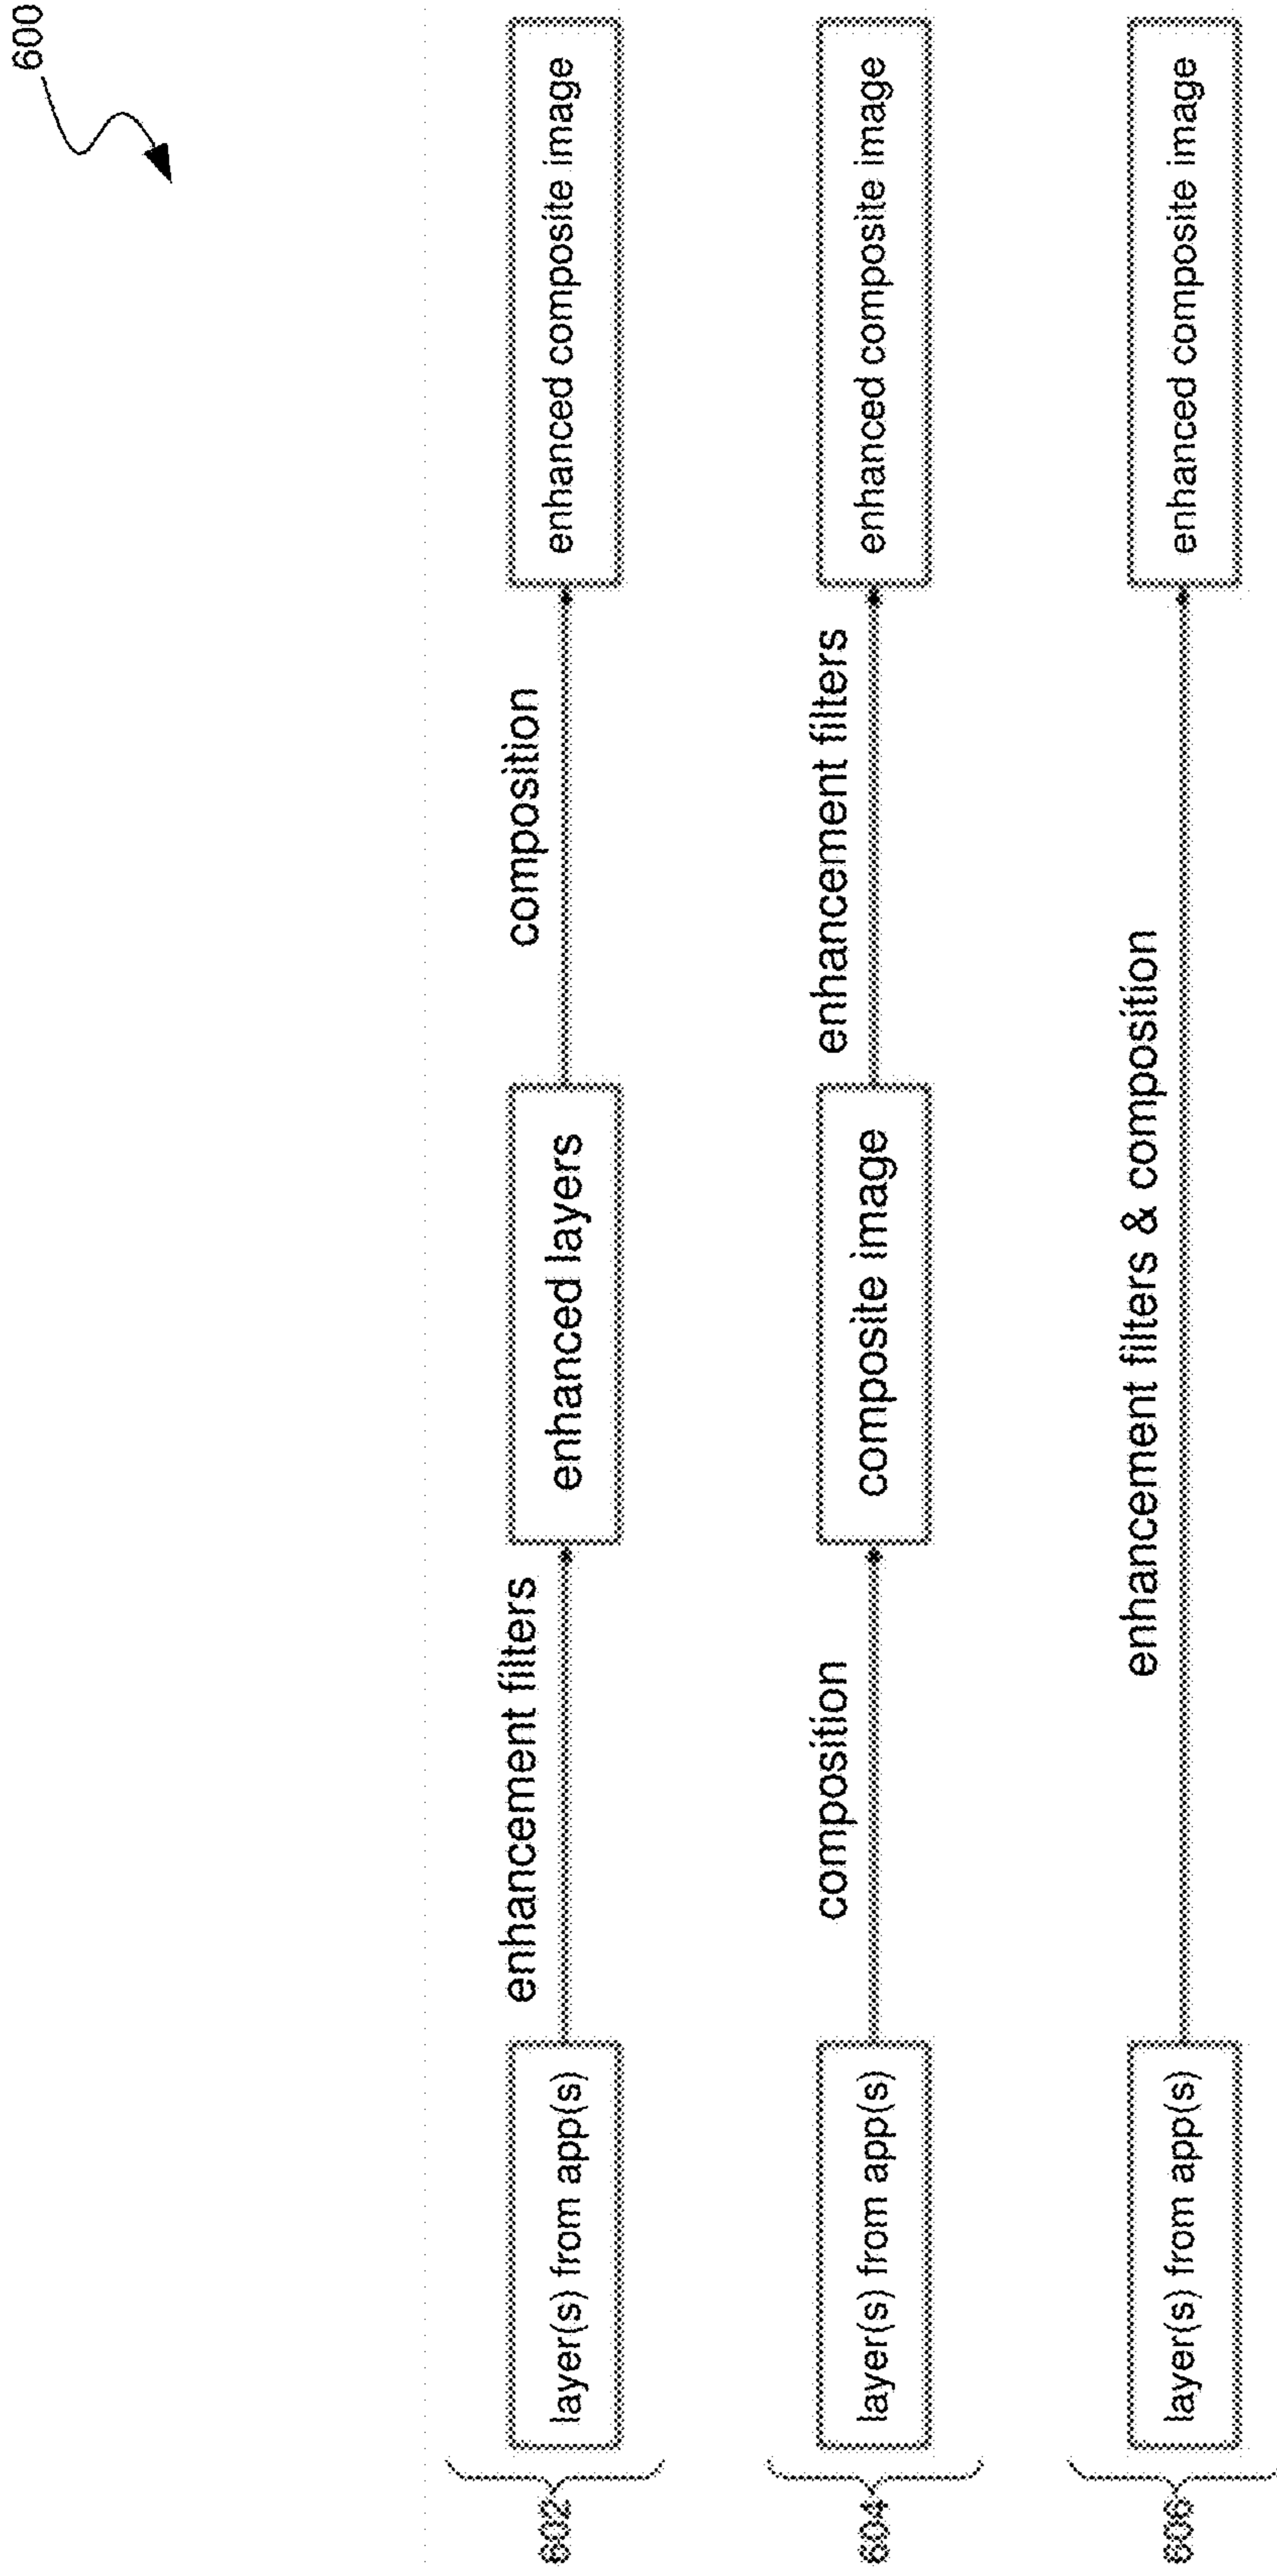 600
602
layer(s) from app(s)
enhancement filters
enhanced layers
composition
enhanced composite image
604
layer(s) from app(s)
composition
composite image
enhancement filters
enhanced composite image
606
layer(s) from app(s)
enhancement filters & composition
enhanced composite image